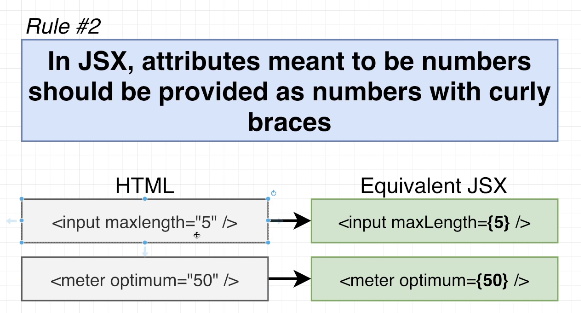 Rule #2
In JSX, attributes meant to be numbers
should be provided as numbers with curly
braces
HTML
Equivalent JSX
<input maxlength="5" />
<input maxLength={5} />
<meter optimum="50" />
<meter optimum={50} />